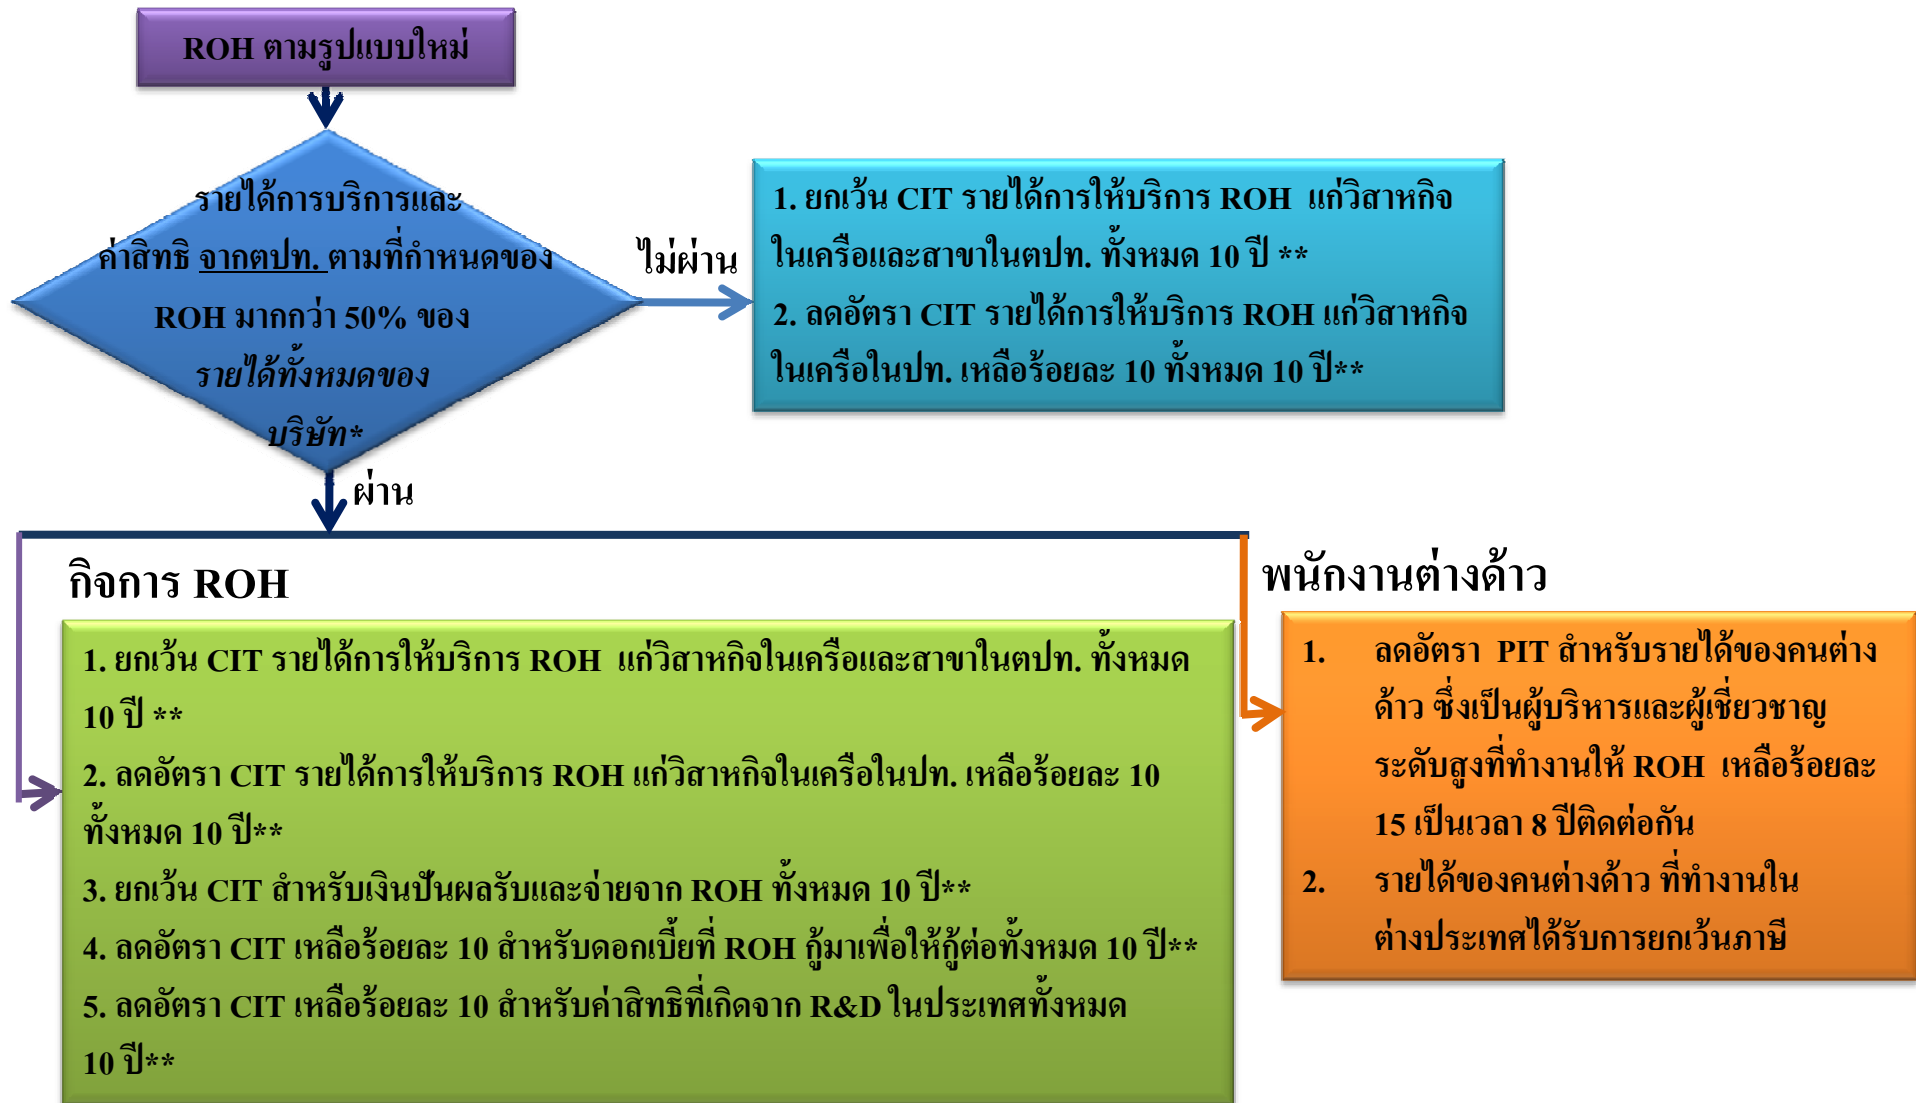 ROH ตามรูปแบบใหม่
รายได้การบริการและ
ค่าสิทธิ จากตปท. ตามที่กำหนดของ
ROH มากกว่า 50% ของ
รายได้ทั้งหมดของ
บริษัท*
ไม่ผ่าน
1. ยกเว้น CIT รายได้การให้บริการ ROH แก่วิสาหกิจ
ในเครือและสาขาในตปท. ทั้งหมด 10 ปี **
2. ลดอัตรา CIT รายได้การให้บริการ ROH แก่วิสาหกิจ
ในเครือในปท. เหลือร้อยละ 10 ทั้งหมด 10 ปี**
ผ่าน
กิจการ ROH
1. ยกเว้น CIT รายได้การให้บริการ ROH แก่วิสาหกิจในเครือและสาขาในตปท. ทั้งหมด
10 ปี **
2. ลดอัตรา CIT รายได้การให้บริการ ROH แก่วิสาหกิจในเครือในปท. เหลือร้อยละ 10
ทั้งหมด 10 ปี**
3. ยกเว้น CIT สำหรับเงินปันผลรับและจ่ายจาก ROH ทั้งหมด 10 ปี**
4. ลดอัตรา CIT เหลือร้อยละ 10 สำหรับดอกเบี้ยที่ ROH กู้มาเพื่อให้กู้ต่อทั้งหมด 10 ปี**
5. ลดอัตรา CIT เหลือร้อยละ 10 สำหรับค่าสิทธิที่เกิดจาก R&D ในประเทศทั้งหมด
10 ปี**
พนักงานต่างด้าว
1. ลดอัตรา PIT สำหรับรายได้ของคนต่าง
ด้าว ซึ่งเป็นผู้บริหารและผู้เชี่ยวชาญ
ระดับสูงที่ทำงานให้ ROH เหลือร้อยละ
15 เป็นเวลา 8 ปีติดต่อกัน
2. รายได้ของคนต่างด้าว ที่ทำงานใน
ต่างประเทศได้รับการยกเว้นภาษี